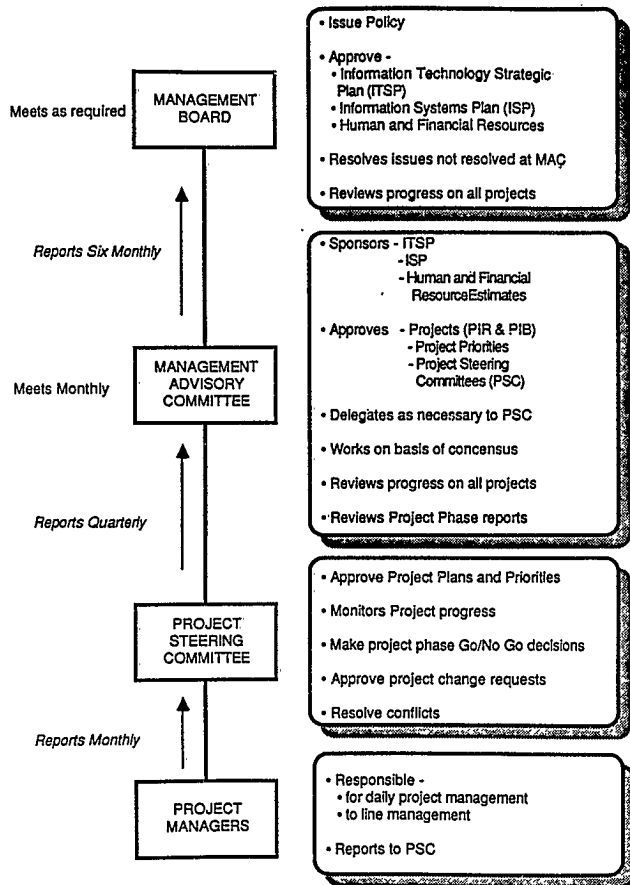 • Issue Policy
• Approve -
• Information Technology Strategic
Plan (ITSP)
• Information Systems Plan (ISP)
• Human and Financial Resources
• Resolves issues not resolved at MAC
• Reviews progress on all projects
Meets as required
MANAGEMENT
BOARD
Reports Six Monthly
• Sponsors - ITSP
- ISP
- Human and Financial
ResourceEstimates
• Approves - Projects (PIR & PIB)
- Project Priorities
- Project Steering
Committees (PSC)
• Delegates as necessary to PSC
• Works on basis of concensus
• Reviews progress on all projects
• Reviews Project Phase reports
Meets Monthly
MANAGEMENT
ADVISORY
COMMITTEE
Reports Quarterly
• Approve Project Plans and Priorities
• Monitors Project progress
• Make project phase Go/No Go decisions
• Approve project change requests
• Resolve conflicts
PROJECT
STEERING
COMMITTEE
Reports Monthly
• Responsible -
• for daily project management
• to line management
• Reports to PSC
PROJECT
MANAGERS